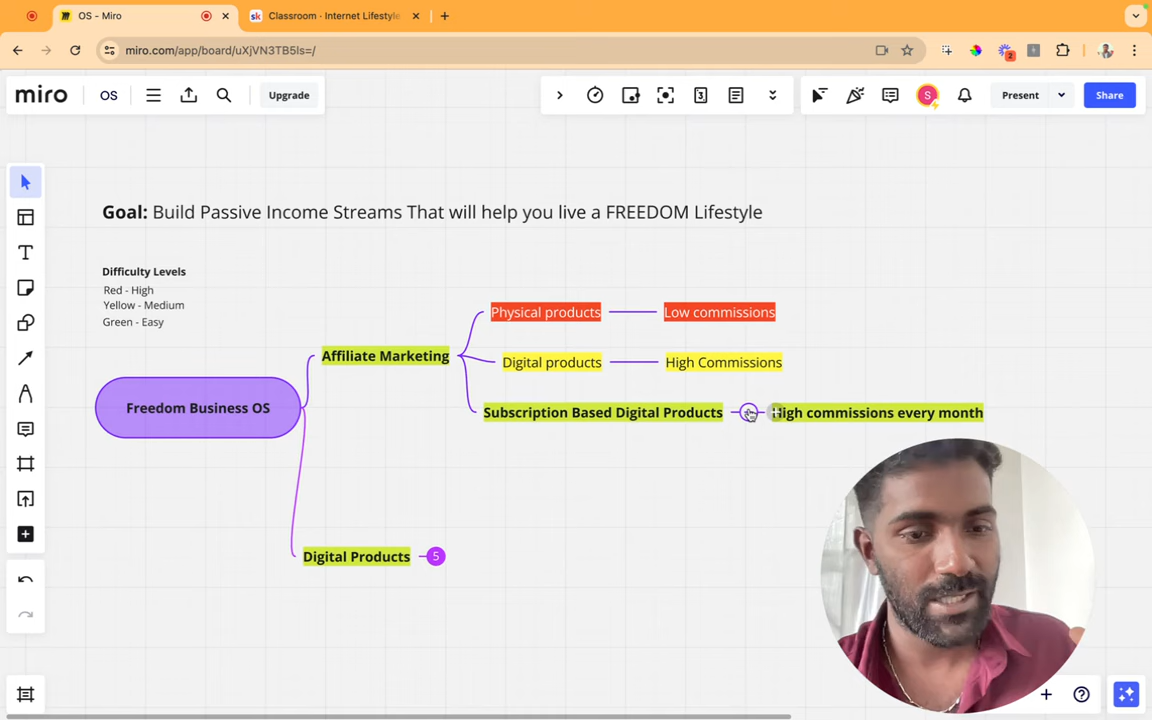 OS - Miro
Classroom · Internet Lifestyle
miro.com/app/board/uXjVN3TB5ls=/
2
miro
OS
Upgrade
3
S
Present
Share
Goal: Build Passive Income Streams That will help you live a FREEDOM Lifestyle
Difficulty Levels
Red - High
Yellow - Medium
Green - Easy
Physical products
Low commissions
Affiliate Marketing
Digital products
High Commissions
Freedom Business OS
Subscription Based Digital Products
High commissions every month
Digital Products
5